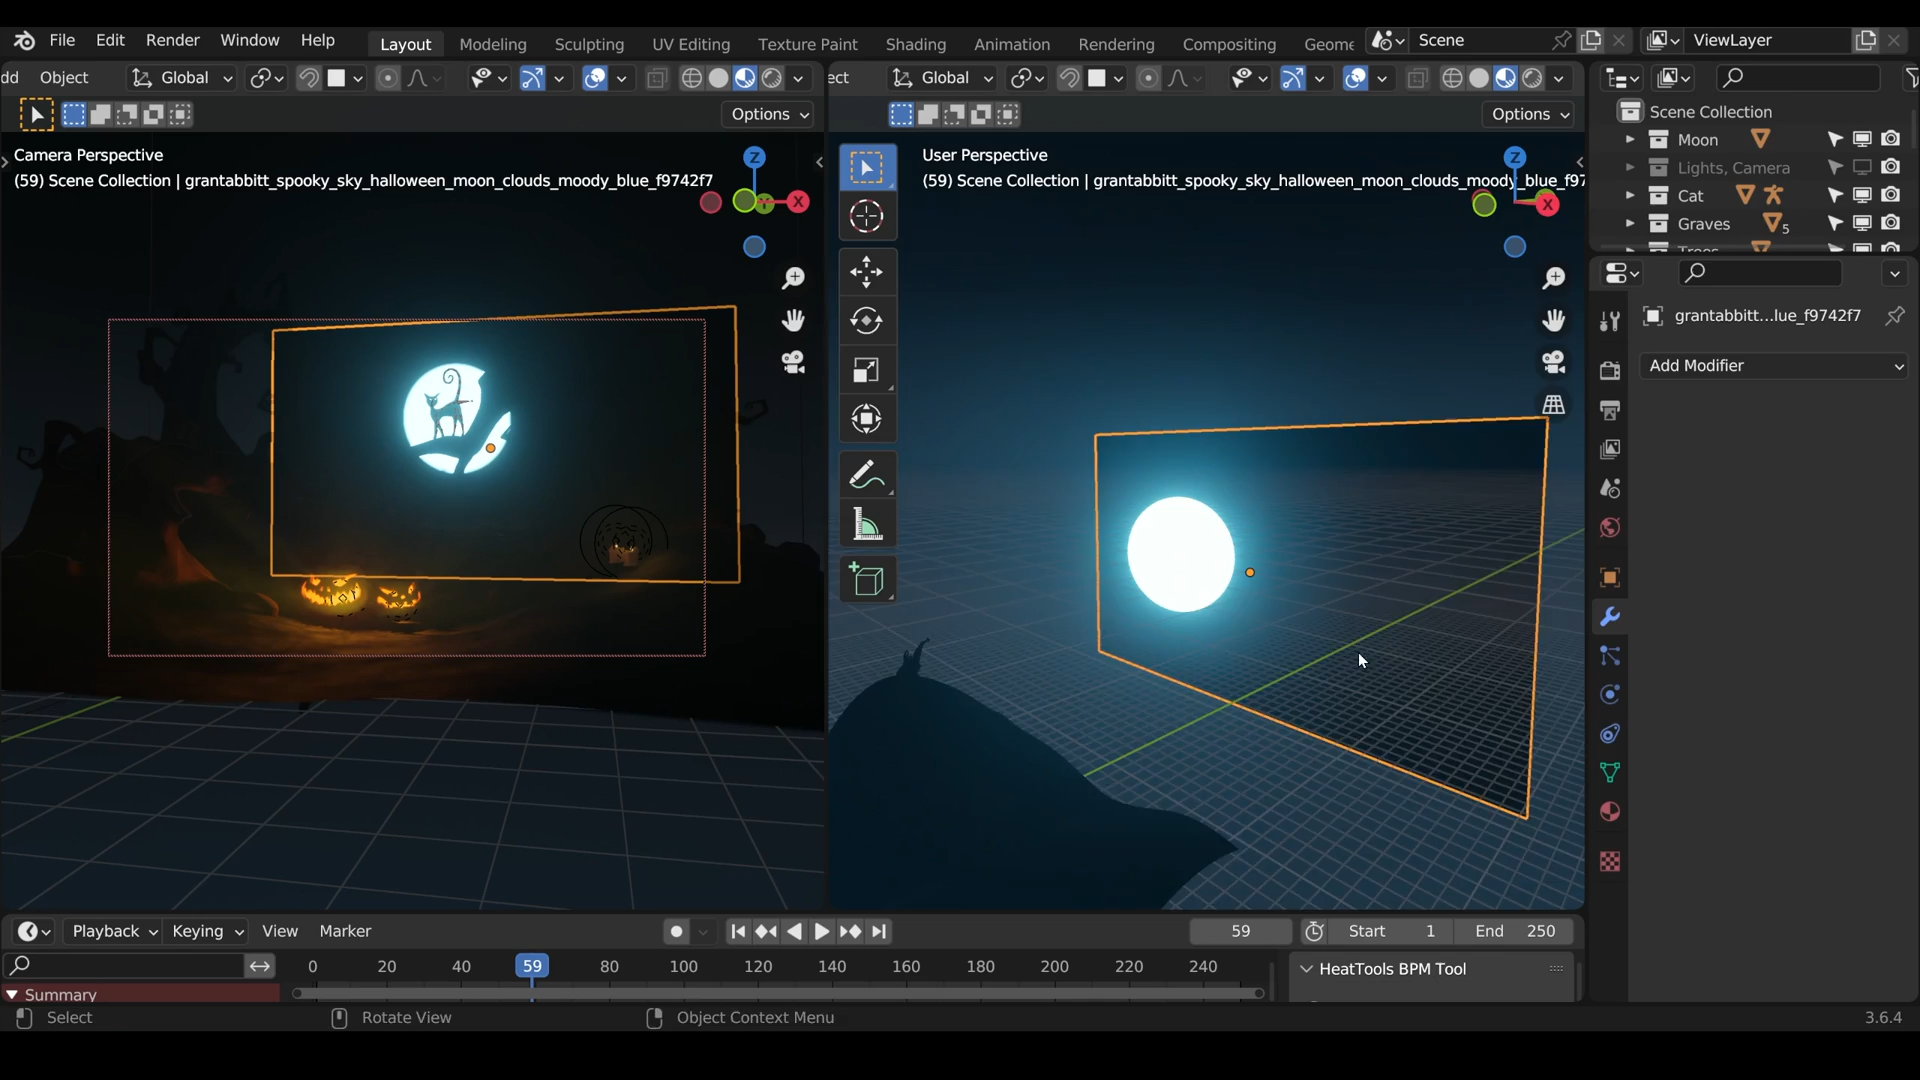 File Edit Render Window Help Layout Modeling Sculpting UV Editing Texture Paint Shading Animation Rendering Compositing Geome Scene ViewLayer
dd Object Global ect Global
Options Options
Scene Collection
Moon
Lights, Camera
Cat
Graves 5
Trees
Camera Perspective
(59) Scene Collection | grantabbitt_spooky_sky_halloween_moon_clouds_moody_blue_f9742f7
Z
X
User Perspective
(59) Scene Collection | grantabbitt_spooky_sky_halloween_moon_clouds_moody_blue_f97
Z
X
grantabbitt...lue_f9742f7
Add Modifier
Playback Keying View Marker 59 Start 1 End 250
0 20 40 59 80 100 120 140 160 180 200 220 240
HeatTools BPM Tool
Summary
Select Rotate View Object Context Menu 3.6.4